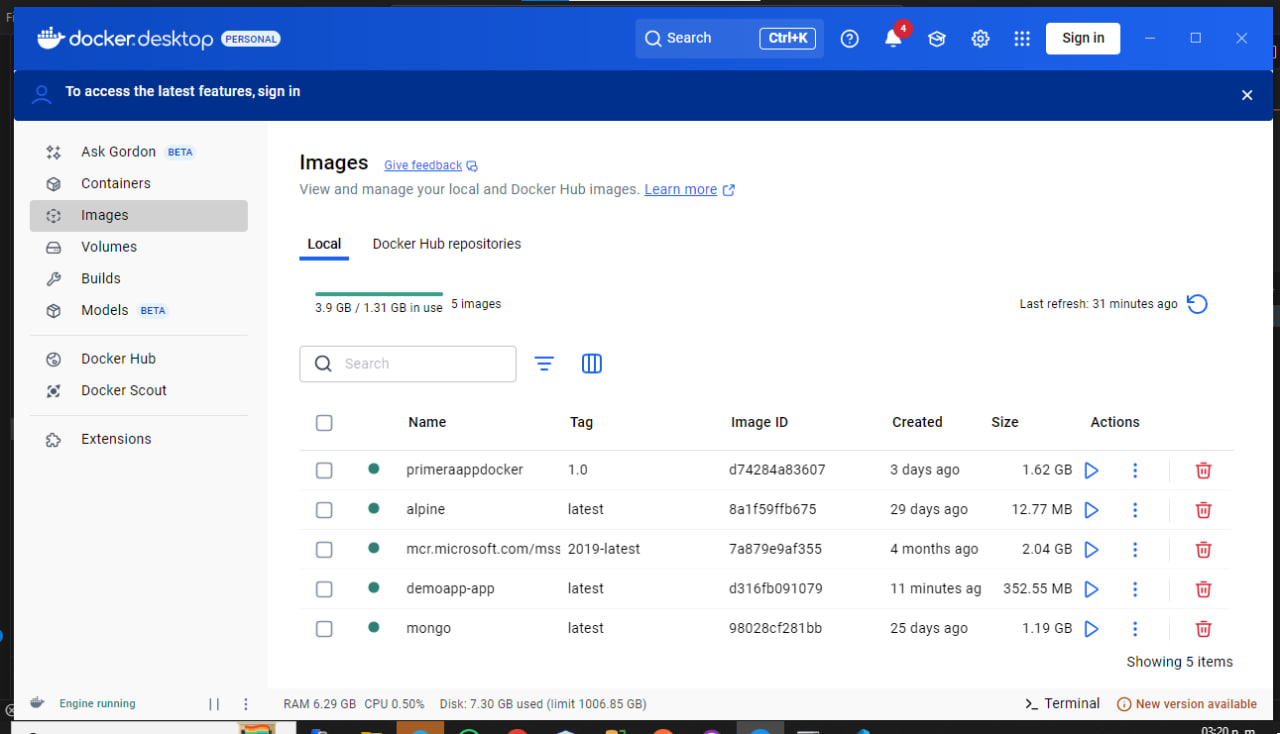 docker.desktop PERSONAL
Search Ctrl+K
4
Sign in
To access the latest features, sign in
Ask Gordon BETA
Containers
Images
Volumes
Builds
Models BETA
Docker Hub
Docker Scout
Extensions
Images Give feedback
View and manage your local and Docker Hub images. Learn more
Local Docker Hub repositories
3.9 GB / 1.31 GB in use 5 images
Last refresh: 31 minutes ago
Search
Name Tag Image ID Created Size Actions
primeraappdocker 1.0 d74284a83607 3 days ago 1.62 GB
alpine latest 8a1f59ffb675 29 days ago 12.77 MB
mcr.microsoft.com/mss 2019-latest 7a879e9af355 4 months ago 2.04 GB
demoapp-app latest d316fb091079 11 minutes ag 352.55 MB
mongo latest 98028cf281bb 25 days ago 1.19 GB
Showing 5 items
Engine running
RAM 6.29 GB CPU 0.50% Disk: 7.30 GB used (limit 1006.85 GB)
Terminal
New version available
03:20 p. m.